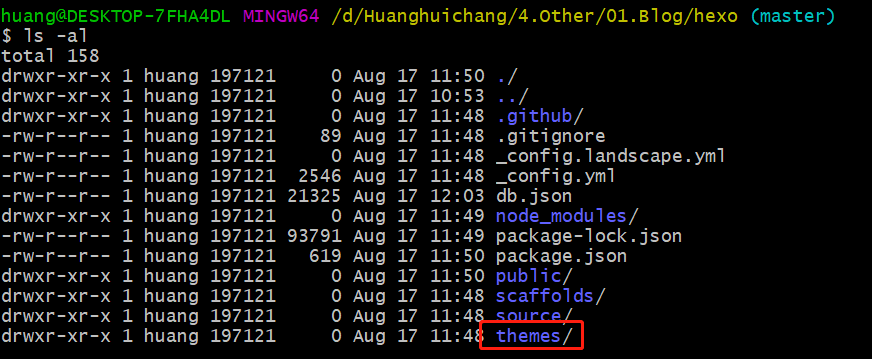 huang@DESKTOP-7FHA4DL MINGW64 /d/Huanghuichang/4.Other/01.Blog/hexo (master)
$ ls -al
total 158
drwxr-xr-x 1 huang 197121     0 Aug 17 11:50 ./
drwxr-xr-x 1 huang 197121     0 Aug 17 10:53 ../
drwxr-xr-x 1 huang 197121     0 Aug 17 11:48 .github/
-rw-r--r-- 1 huang 197121    89 Aug 17 11:48 .gitignore
-rw-r--r-- 1 huang 197121     0 Aug 17 11:48 _config.landscape.yml
-rw-r--r-- 1 huang 197121  2546 Aug 17 11:48 _config.yml
-rw-r--r-- 1 huang 197121 21325 Aug 17 12:03 db.json
drwxr-xr-x 1 huang 197121     0 Aug 17 11:49 node_modules/
-rw-r--r-- 1 huang 197121 93791 Aug 17 11:49 package-lock.json
-rw-r--r-- 1 huang 197121   619 Aug 17 11:50 package.json
drwxr-xr-x 1 huang 197121     0 Aug 17 11:50 public/
drwxr-xr-x 1 huang 197121     0 Aug 17 11:48 scaffolds/
drwxr-xr-x 1 huang 197121     0 Aug 17 11:48 source/
drwxr-xr-x 1 huang 197121     0 Aug 17 11:48 themes/